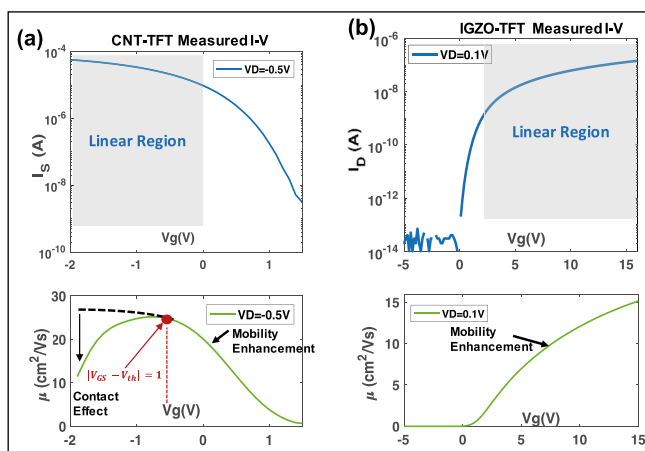 (a)
CNT-TFT Measured I-V
10-4
10-6
10-8
10-10
I_S (A)
VD=-0.5V
Linear Region
Vg(V)
-2
-1
0
1
30
20
10
0
μ (cm²/Vs)
VD=-0.5V
Mobility
Enhancement
|V_GS − V_th| = 1
Contact
Effect
Vg(V)
-2
-1
0
1
(b)
IGZO-TFT Measured I-V
10-6
10-8
10-10
10-12
10-14
I_D (A)
VD=0.1V
Linear Region
Vg(V)
-5
0
5
10
15
15
10
5
0
μ (cm²/Vs)
VD=0.1V
Mobility
Enhancement
Vg(V)
-5
0
5
10
15